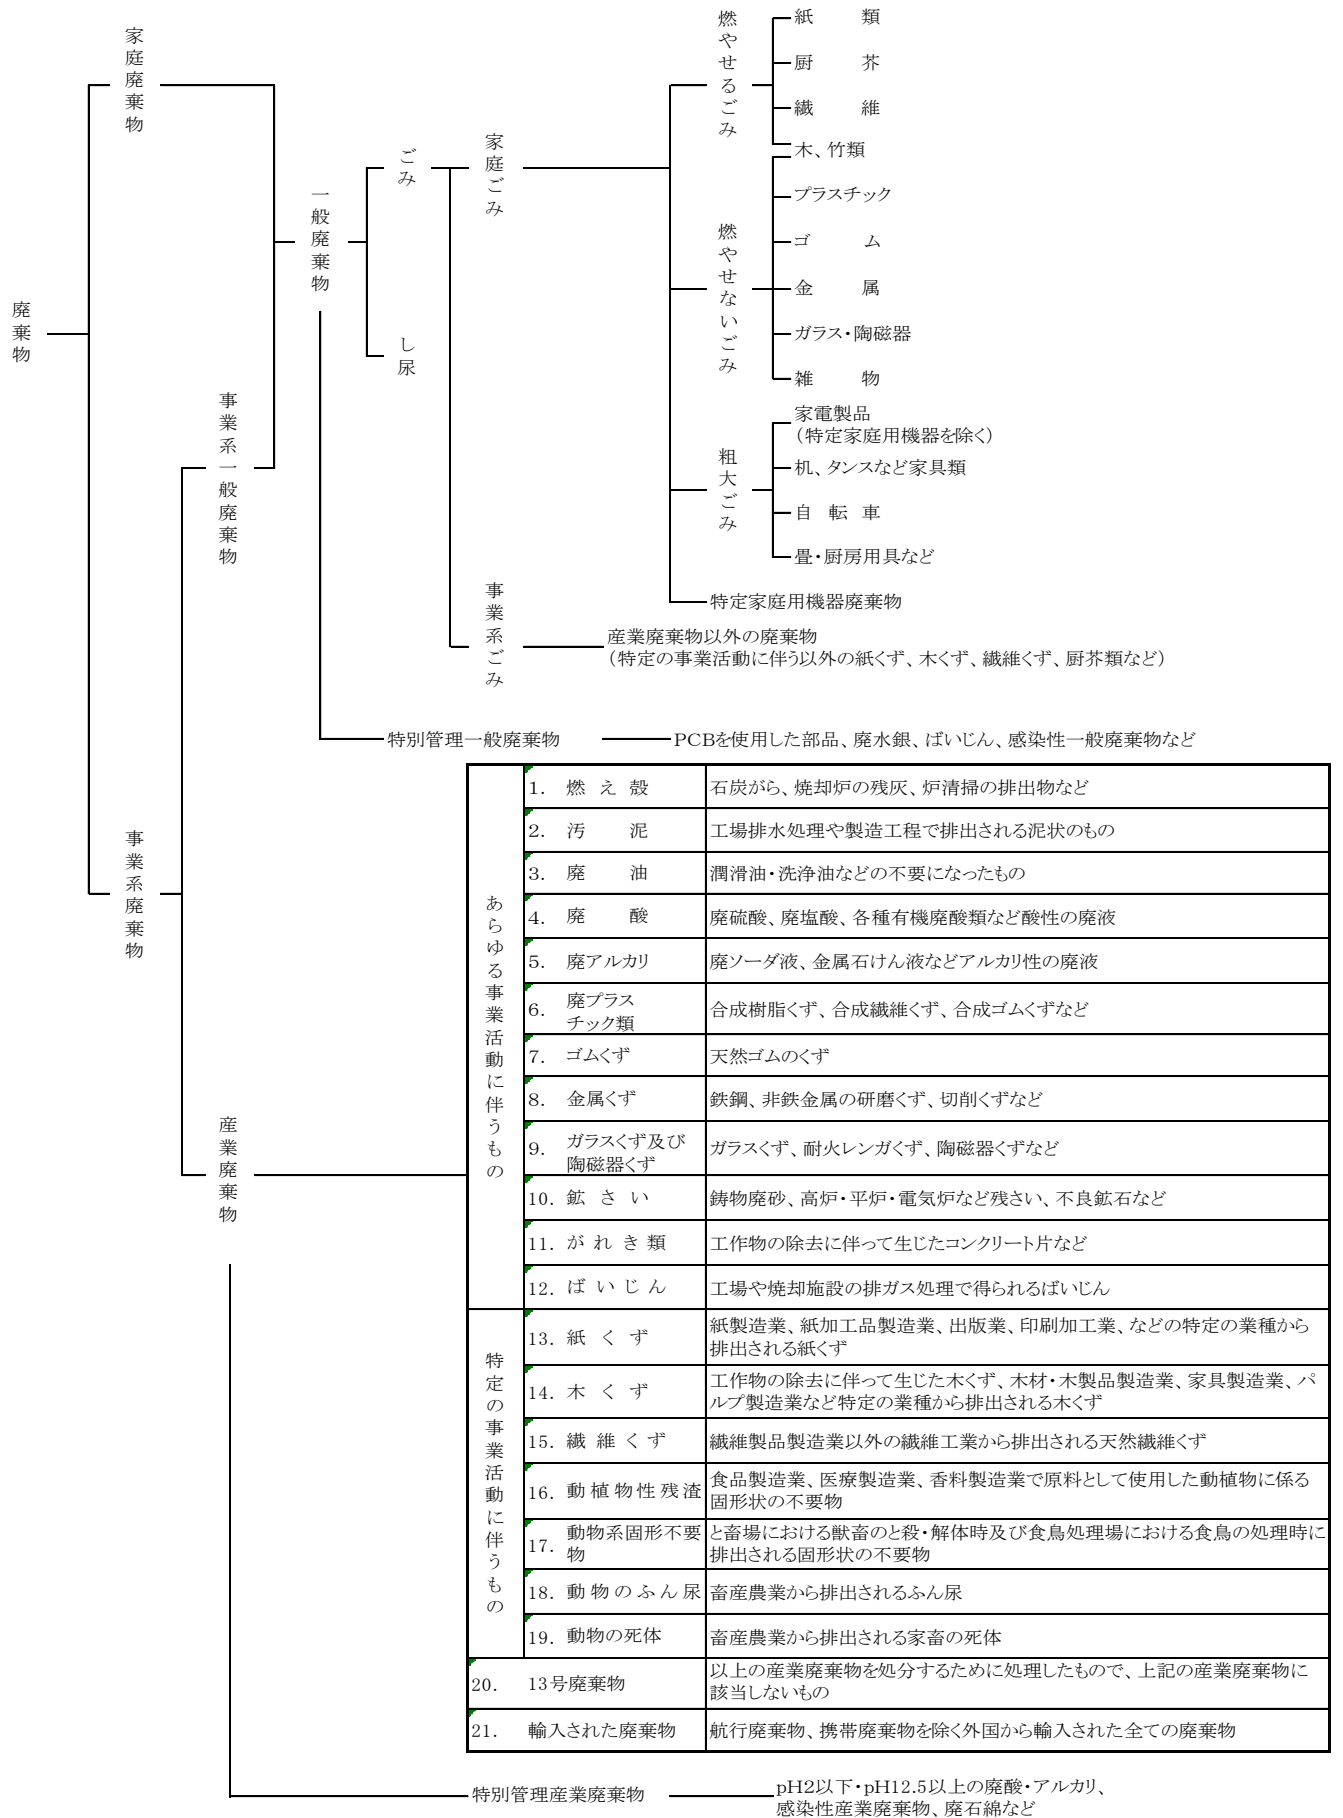 廃棄物
家庭廃棄物
事業系廃棄物
事業系一般廃棄物
産業廃棄物
一般廃棄物
ごみ
し尿
家庭ごみ
事業系ごみ
燃やせるごみ
紙　類
厨　芥
繊　維
木、竹類
燃やせないごみ
プラスチック
ゴ　ム
金　属
ガラス・陶磁器
雑　物
粗大ごみ
家電製品
（特定家庭用機器を除く）
机、タンスなど家具類
自 転 車
畳・厨房用具など
特定家庭用機器廃棄物
産業廃棄物以外の廃棄物
（特定の事業活動に伴う以外の紙くず、木くず、繊維くず、厨芥類など）
特別管理一般廃棄物　PCBを使用した部品、廃水銀、ばいじん、感染性一般廃棄物など
あらゆる事業活動に伴うもの
1. 燃 え 殻　石炭がら、焼却炉の残灰、炉清掃の排出物など
2. 汚　泥　工場排水処理や製造工程で排出される泥状のもの
3. 廃　油　潤滑油・洗浄油などの不要になったもの
4. 廃　酸　廃硫酸、廃塩酸、各種有機廃酸類など酸性の廃液
5. 廃アルカリ　廃ソーダ液、金属石けん液などアルカリ性の廃液
6. 廃プラス
チック類　合成樹脂くず、合成繊維くず、合成ゴムくずなど
7. ゴムくず　天然ゴムのくず
8. 金属くず　鉄鋼、非鉄金属の研磨くず、切削くずなど
9. ガラスくず及び
陶磁器くず　ガラスくず、耐火レンガくず、陶磁器くずなど
10. 鉱 さ い　鋳物廃砂、高炉・平炉・電気炉など残さい、不良鉱石など
11. が れ き 類　工作物の除去に伴って生じたコンクリート片など
12. ば い じ ん　工場や焼却施設の排ガス処理で得られるばいじん
特定の事業活動に伴うもの
13. 紙 く ず　紙製造業、紙加工品製造業、出版業、印刷加工業、などの特定の業種から
排出される紙くず
14. 木 く ず　工作物の除去に伴って生じた木くず、木材・木製品製造業、家具製造業、パ
ルプ製造業など特定の業種から排出される木くず
15. 繊 維 く ず　繊維製品製造業以外の繊維工業から排出される天然繊維くず
16. 動植物性残渣　食品製造業、医療製造業、香料製造業で原料として使用した動植物に係る
固形状の不要物
17. 動物系固形不要
物　と畜場における獣畜のと殺・解体時及び食鳥処理場における食鳥の処理時に
排出される固形状の不要物
18. 動物のふん尿　畜産農業から排出されるふん尿
19. 動物の死体　畜産農業から排出される家畜の死体
20. 13号廃棄物　以上の産業廃棄物を処分するために処理したもので、上記の産業廃棄物に
該当しないもの
21. 輸入された廃棄物　航行廃棄物、携帯廃棄物を除く外国から輸入された全ての廃棄物
特別管理産業廃棄物　pH2以下・pH12.5以上の廃酸・アルカリ、
感染性産業廃棄物、廃石綿など